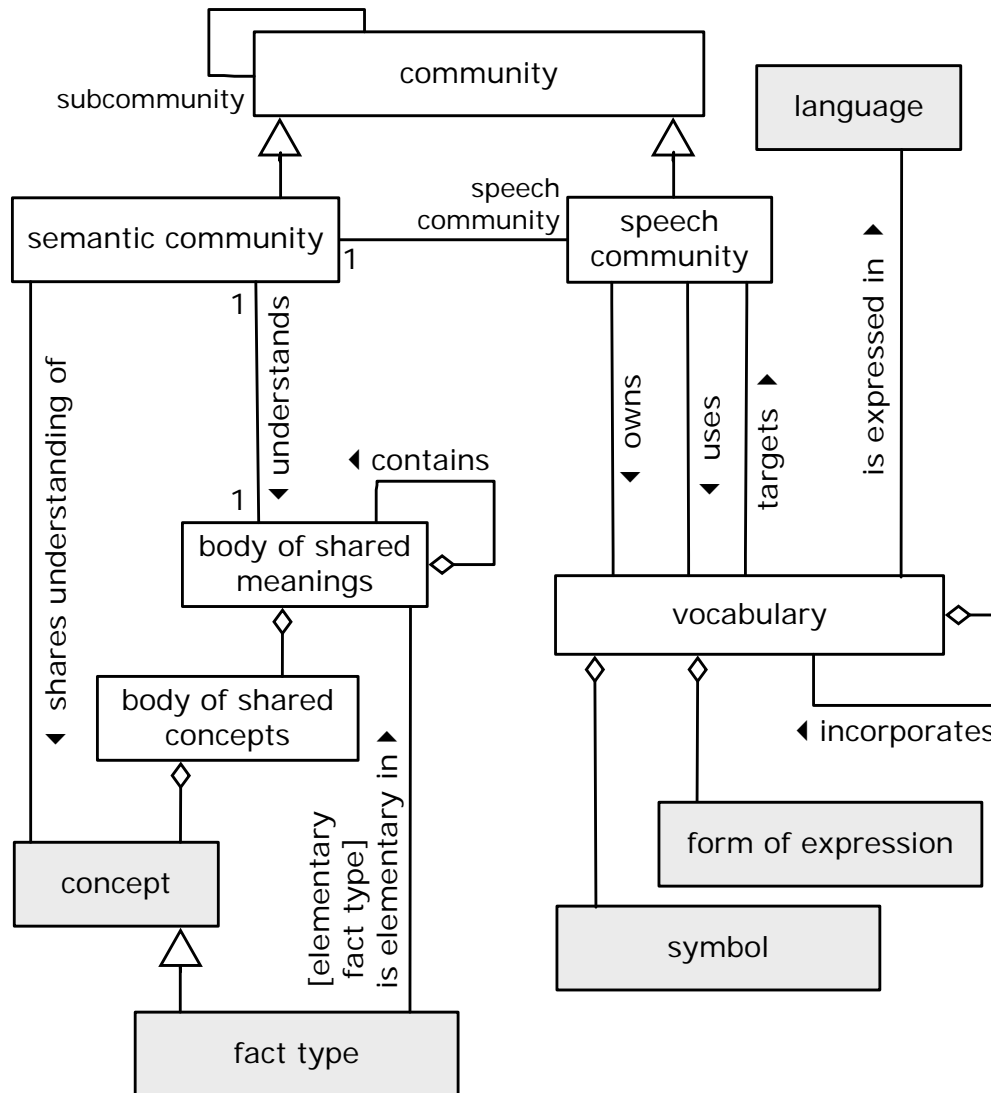 community
subcommunity
language
semantic community
1
speech
community
speech
community
1
1
◀ understands
◀ shares understanding of
◀ owns
◀ uses
targets ▶
is expressed in ▶
◀ contains
body of shared
meanings
vocabulary
body of shared
concepts
◀ incorporates
[elementary
fact type]
is elementary in ▶
form of expression
concept
symbol
fact type